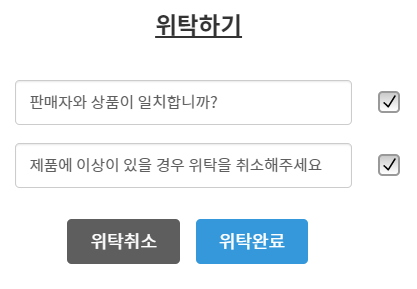 위탁하기
판매자와 상품이 일치합니까?
제품에 이상이 있을 경우 위탁을 취소해주세요
위탁취소 위탁완료